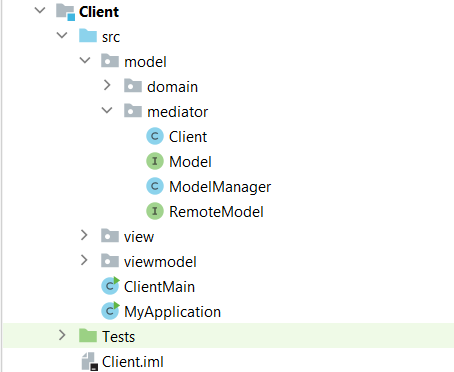 Client
src
model
domain
mediator
C Client
I Model
C ModelManager
I RemoteModel
view
viewmodel
C ClientMain
C MyApplication
Tests
Client.iml